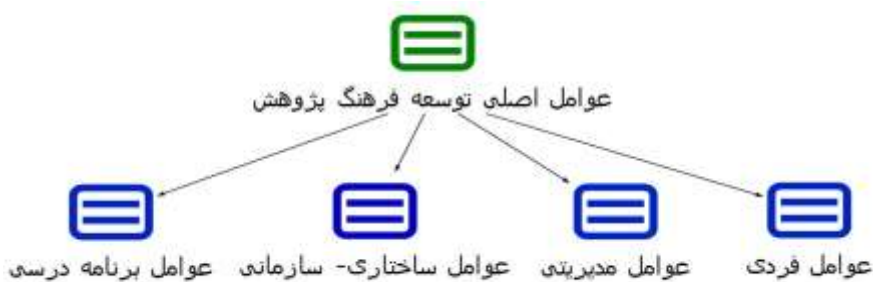 عوامل اصلی توسعه فرهنگ پژوهش
عوامل فردی
عوامل مدیریتی
عوامل ساختاری- سازمانی
عوامل برنامه درسی